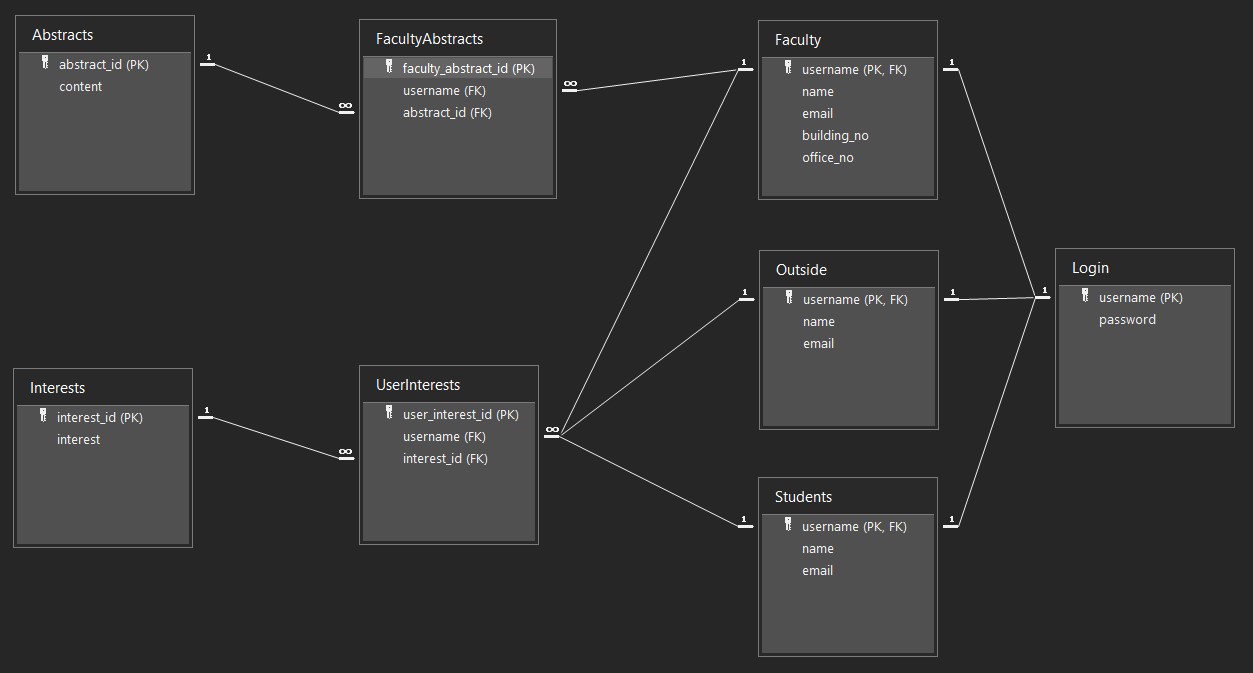 Abstracts
abstract_id (PK)
content
1
∞
FacultyAbstracts
faculty_abstract_id (PK)
username (FK)
abstract_id (FK)
∞
1
Faculty
username (PK, FK)
name
email
building_no
office_no
1
1
Outside
username (PK, FK)
name
email
1
1
Login
username (PK)
password
Interests
interest_id (PK)
interest
1
∞
UserInterests
user_interest_id (PK)
username (FK)
interest_id (FK)
∞
1
Students
username (PK, FK)
name
email
1